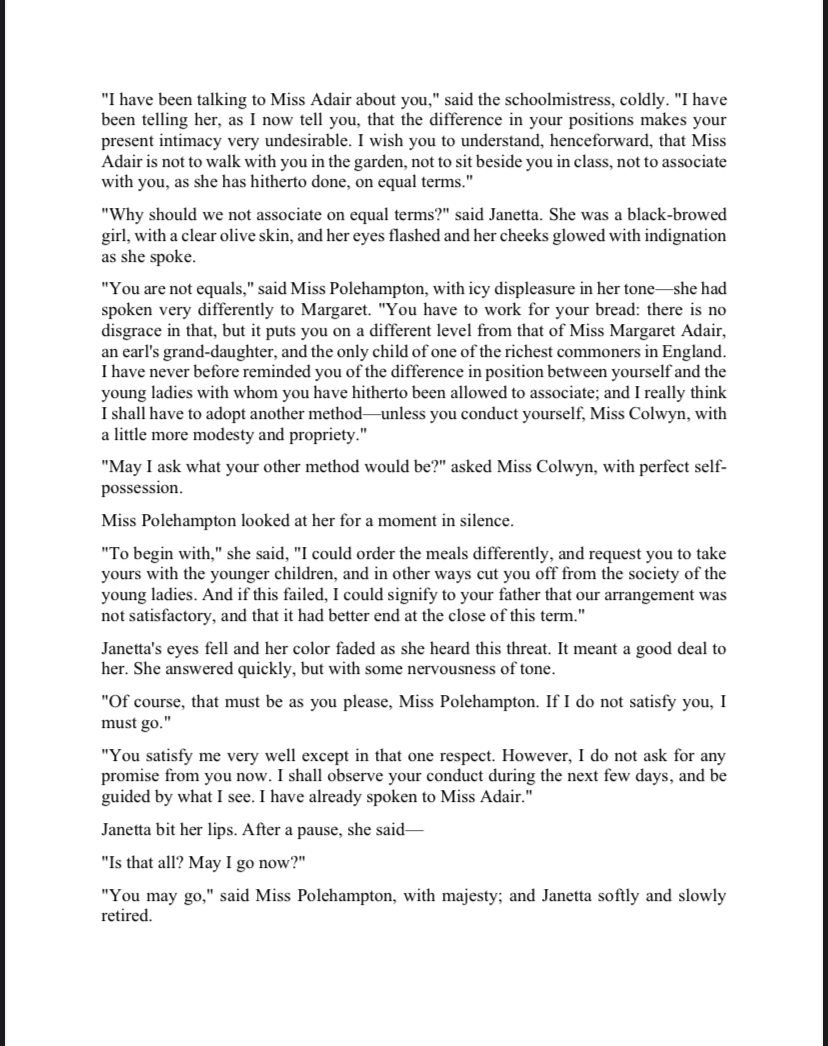 "I have been talking to Miss Adair about you," said the schoolmistress, coldly. "I have
been telling her, as I now tell you, that the difference in your positions makes your
present intimacy very undesirable. I wish you to understand, henceforward, that Miss
Adair is not to walk with you in the garden, not to sit beside you in class, not to associate
with you, as she has hitherto done, on equal terms."
"Why should we not associate on equal terms?" said Janetta. She was a black-browed
girl, with a clear olive skin, and her eyes flashed and her cheeks glowed with indignation
as she spoke.
"You are not equals," said Miss Polehampton, with icy displeasure in her tone—she had
spoken very differently to Margaret. "You have to work for your bread: there is no
disgrace in that, but it puts you on a different level from that of Miss Margaret Adair,
an earl's grand-daughter, and the only child of one of the richest commoners in England.
I have never before reminded you of the difference in position between yourself and the
young ladies with whom you have hitherto been allowed to associate; and I really think
I shall have to adopt another method—unless you conduct yourself, Miss Colwyn, with
a little more modesty and propriety."
"May I ask what your other method would be?" asked Miss Colwyn, with perfect self-
possession.
Miss Polehampton looked at her for a moment in silence.
"To begin with," she said, "I could order the meals differently, and request you to take
yours with the younger children, and in other ways cut you off from the society of the
young ladies. And if this failed, I could signify to your father that our arrangement was
not satisfactory, and that it had better end at the close of this term."
Janetta's eyes fell and her color faded as she heard this threat. It meant a good deal to
her. She answered quickly, but with some nervousness of tone.
"Of course, that must be as you please, Miss Polehampton. If I do not satisfy you, I
must go."
"You satisfy me very well except in that one respect. However, I do not ask for any
promise from you now. I shall observe your conduct during the next few days, and be
guided by what I see. I have already spoken to Miss Adair."
Janetta bit her lips. After a pause, she said—
"Is that all? May I go now?"
"You may go," said Miss Polehampton, with majesty; and Janetta softly and slowly
retired.